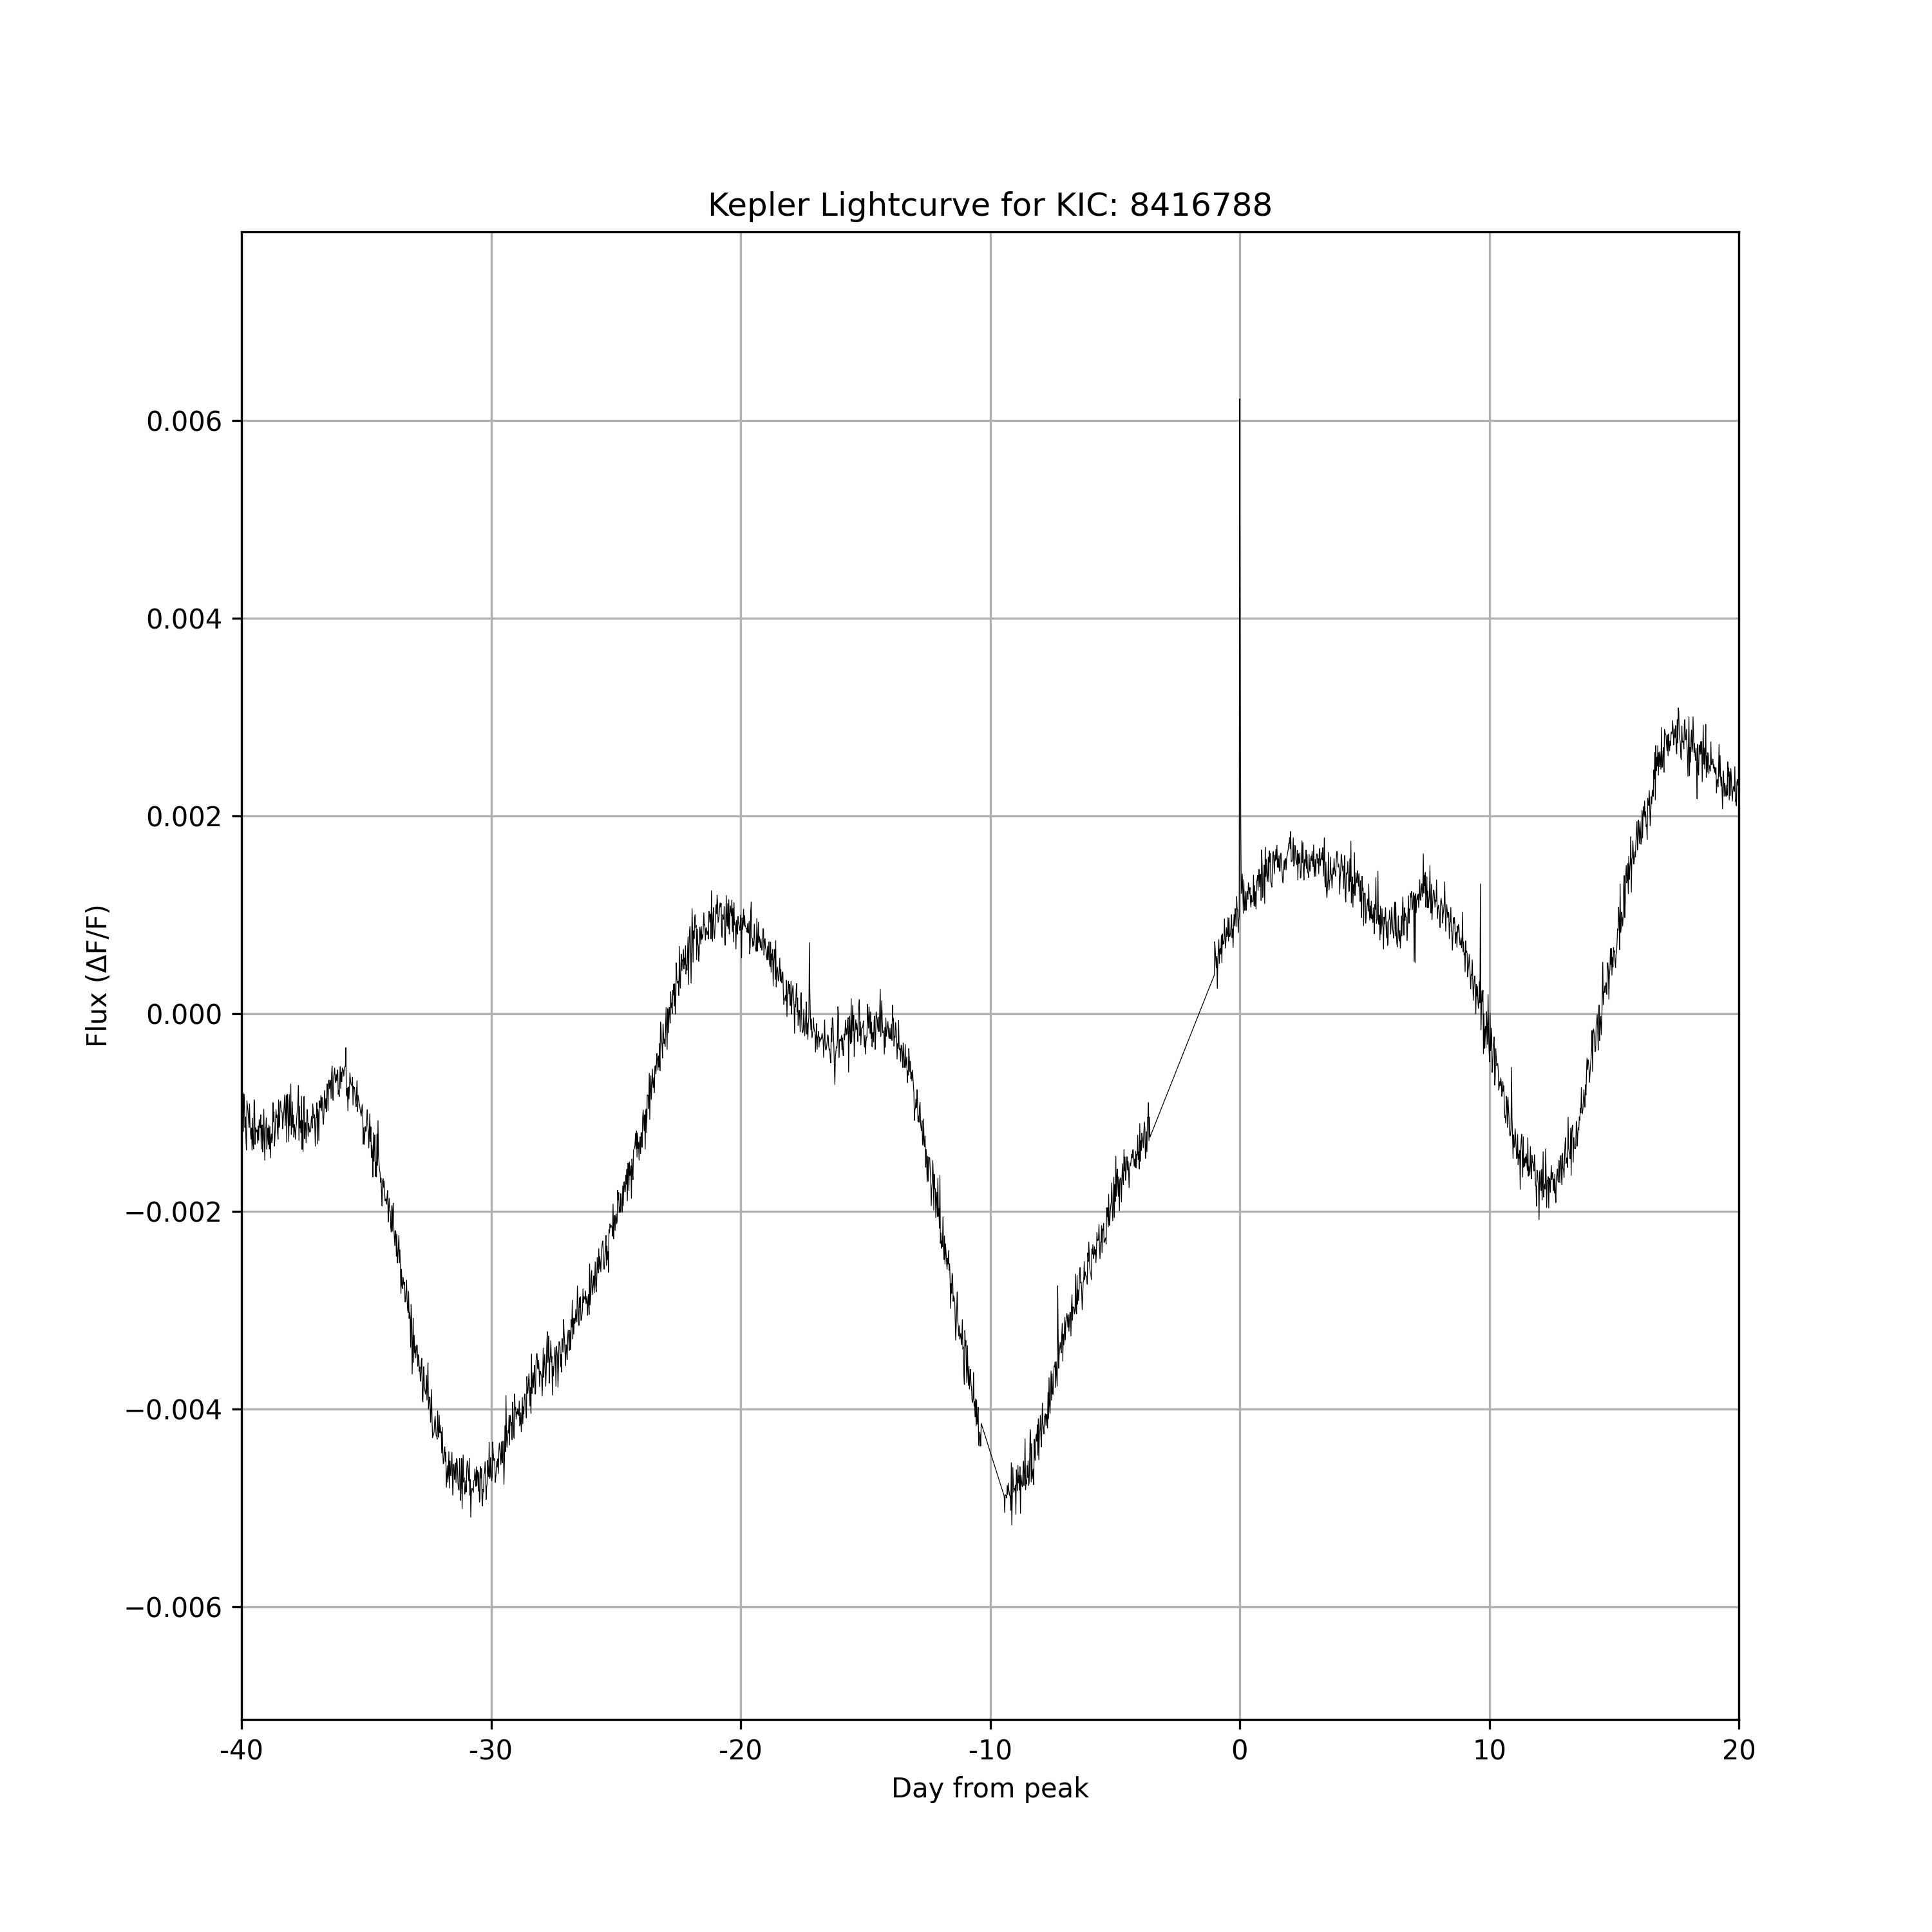 Kepler Lightcurve for KIC: 8416788
Flux (ΔF/F)
0.006
0.004
0.002
0.000
−0.002
−0.004
−0.006
-40 -30 -20 -10 0 10 20
Day from peak